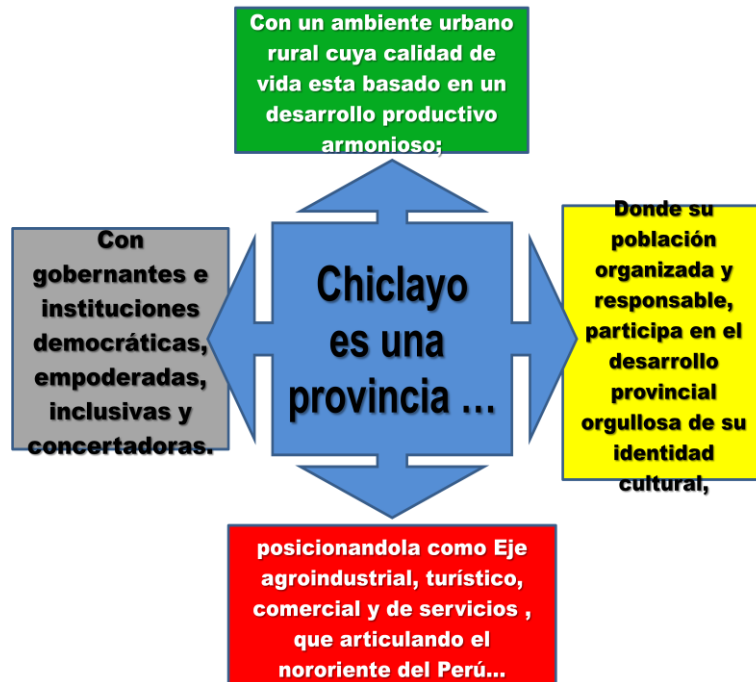 Con un ambiente urbano
rural cuya calidad de
vida esta basado en un
desarrollo productivo
armonioso;
Con
gobernantes e
instituciones
democráticas,
empoderadas,
inclusivas y
concertadoras.
Chiclayo
es una
provincia ...
Donde su
población
organizada y
responsable,
participa en el
desarrollo
provincial
orgullosa de su
identidad
cultural,
posicionandola como Eje
agroindustrial, turístico,
comercial y de servicios ,
que articulando el
nororiente del Perú...